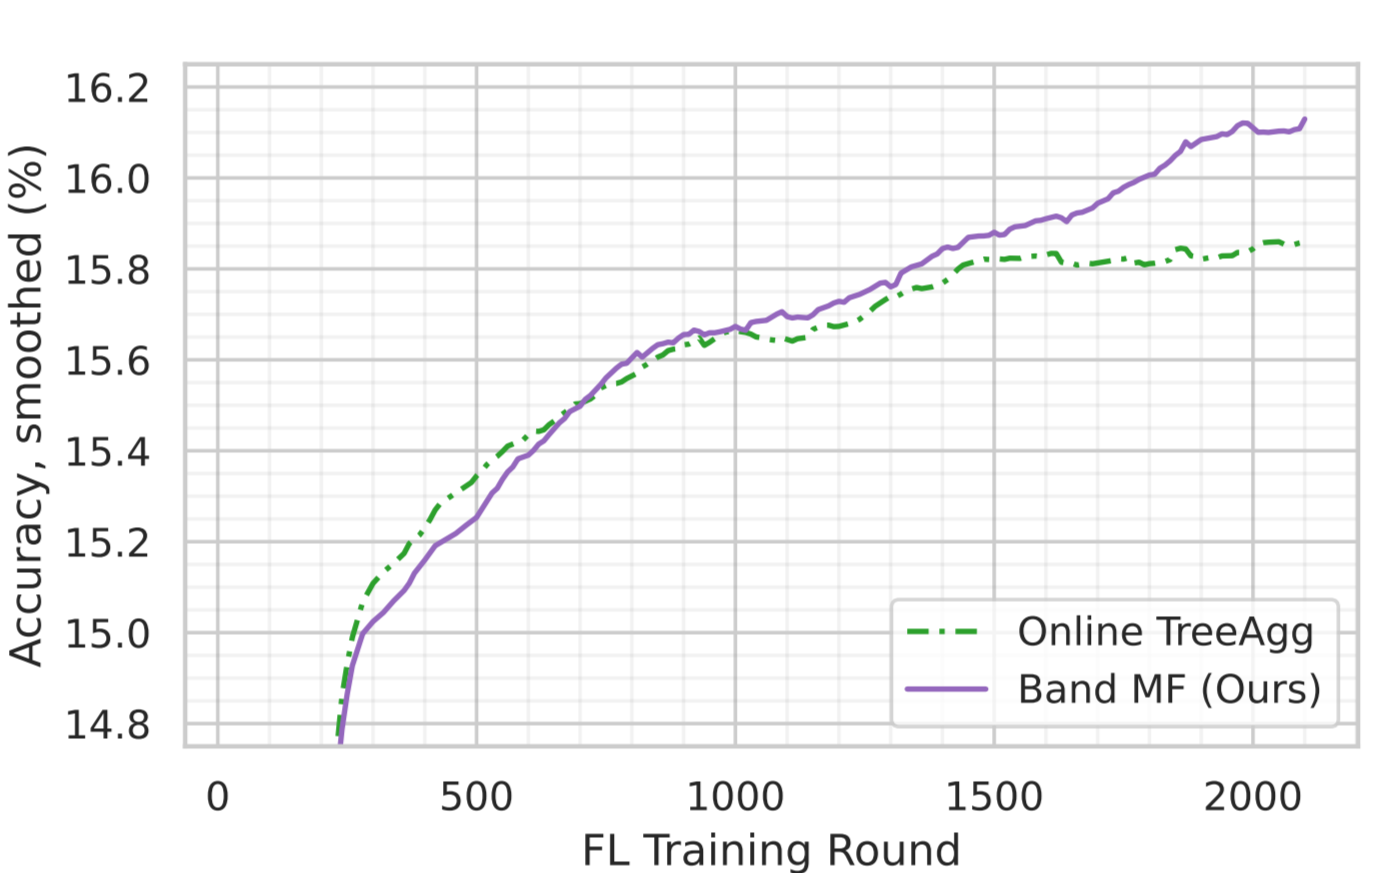 Accuracy, smoothed (%)
16.2
16.0
15.8
15.6
15.4
15.2
15.0
14.8
Online TreeAgg
Band MF (Ours)
0 500 1000 1500 2000
FL Training Round